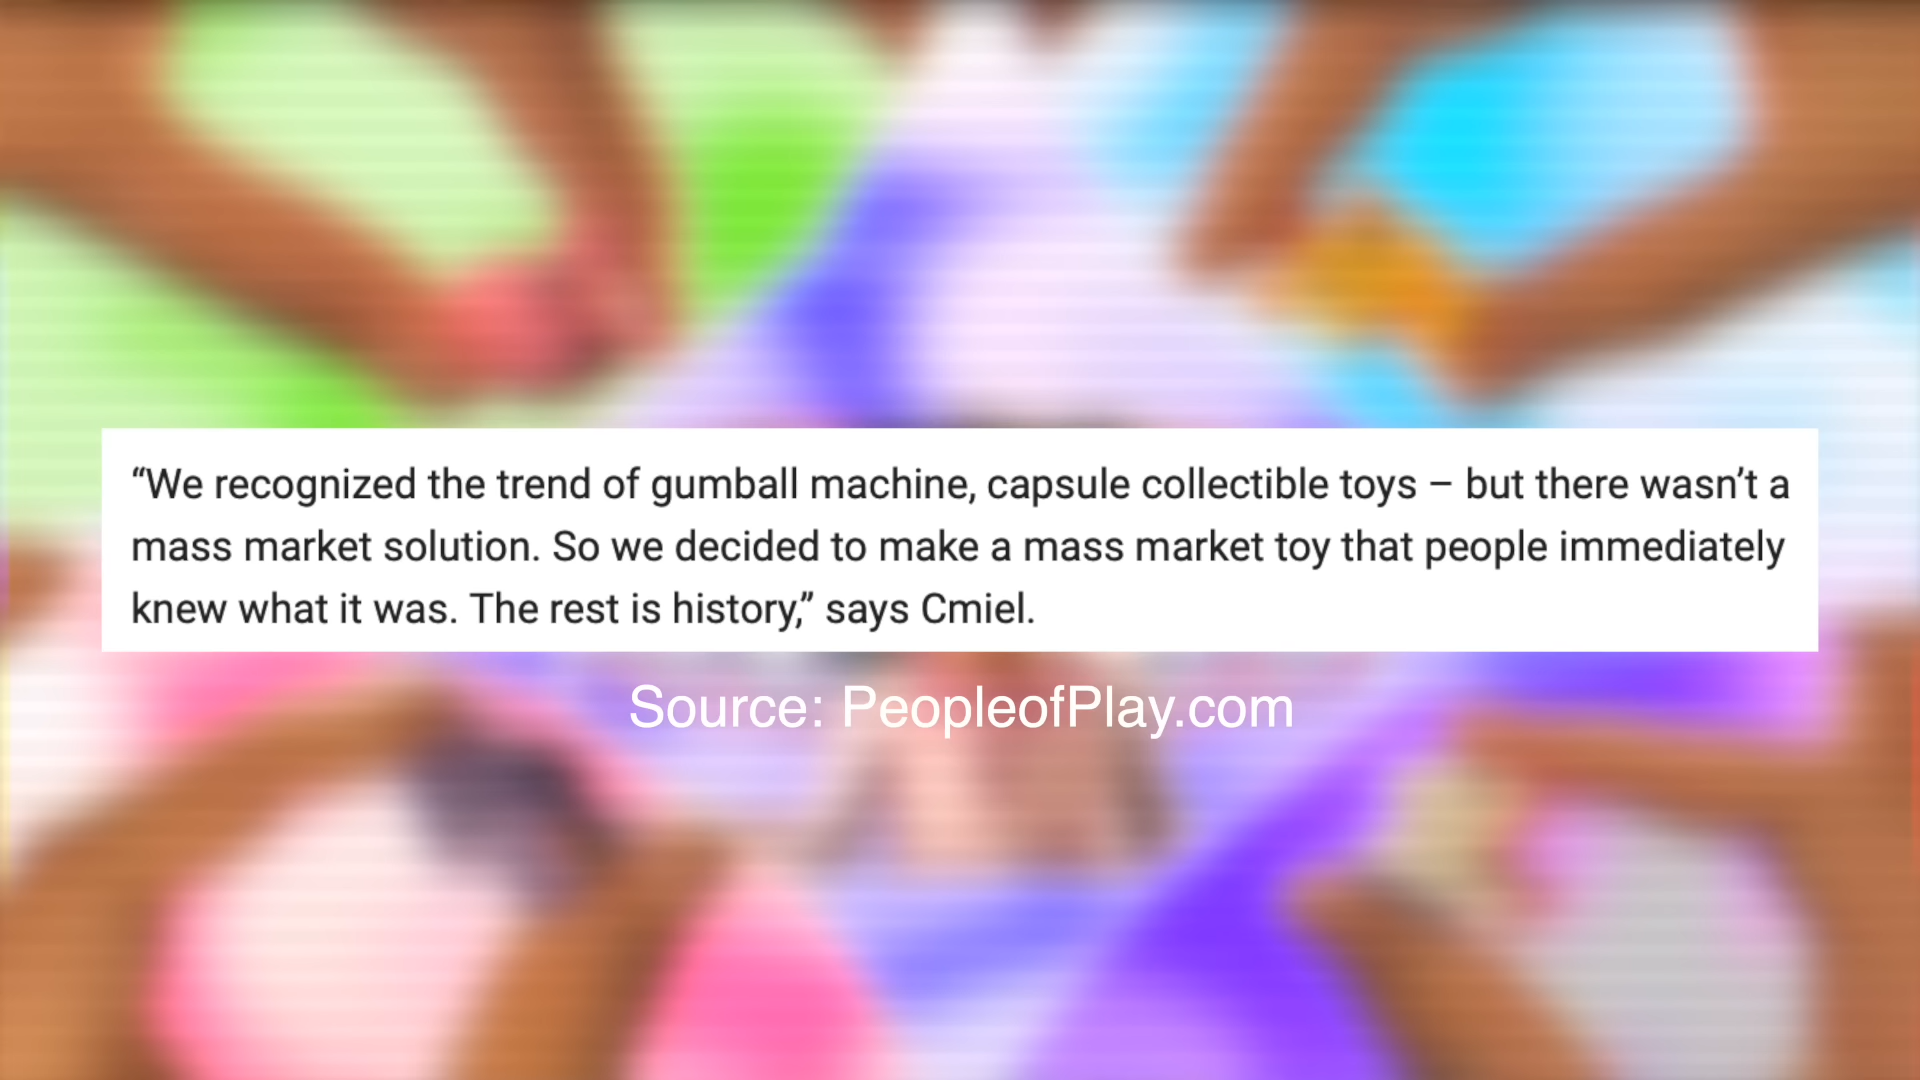 “We recognized the trend of gumball machine, capsule collectible toys – but there wasn’t a
mass market solution. So we decided to make a mass market toy that people immediately
knew what it was. The rest is history,” says Cmiel.
Source: PeopleofPlay.com